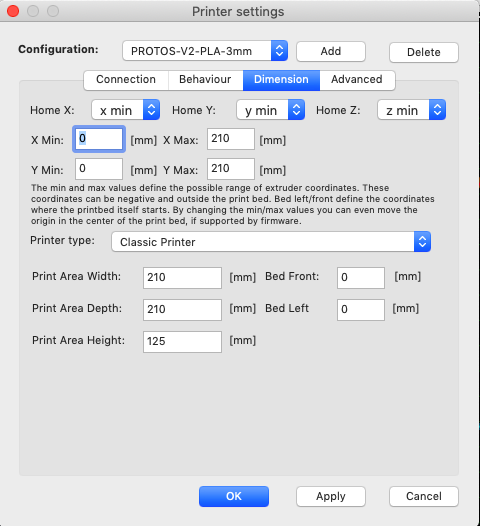 Printer settings
Configuration: PROTOS-V2-PLA-3mm Add Delete
Connection Behaviour Dimension Advanced
Home X: x min Home Y: y min Home Z: z min
X Min: 0 [mm] X Max: 210 [mm]
Y Min: 0 [mm] Y Max: 210 [mm]
The min and max values define the possible range of extruder coordinates. These
coordinates can be negative and outside the print bed. Bed left/front define the coordinates
where the printbed itself starts. By changing the min/max values you can even move the
origin in the center of the print bed, if supported by firmware.
Printer type: Classic Printer
Print Area Width: 210 [mm] Bed Front: 0 [mm]
Print Area Depth: 210 [mm] Bed Left 0 [mm]
Print Area Height: 125 [mm]
OK Apply Cancel